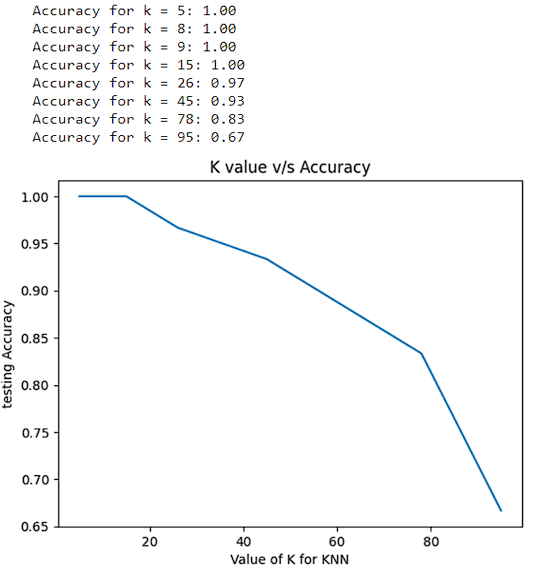 Accuracy for k = 5: 1.00
Accuracy for k = 8: 1.00
Accuracy for k = 9: 1.00
Accuracy for k = 15: 1.00
Accuracy for k = 26: 0.97
Accuracy for k = 45: 0.93
Accuracy for k = 78: 0.83
Accuracy for k = 95: 0.67
K value v/s Accuracy
testing Accuracy
1.00
0.95
0.90
0.85
0.80
0.75
0.70
0.65
20 40 60 80
Value of K for KNN